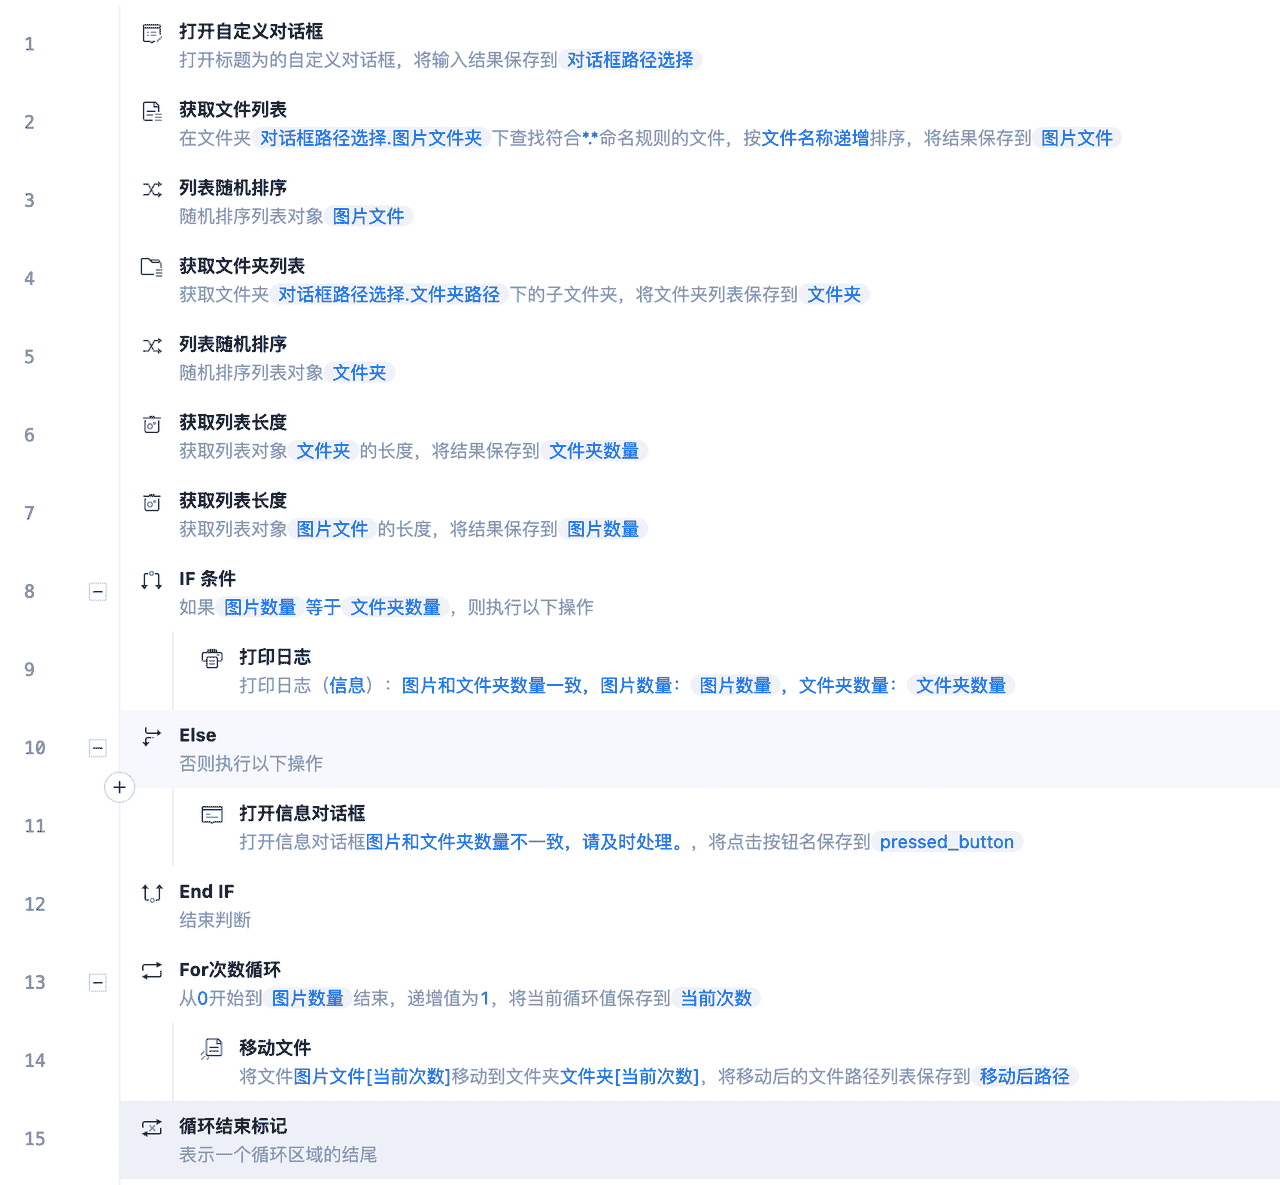 1
打开自定义对话框
打开标题为的自定义对话框，将输入结果保存到 对话框路径选择
2
获取文件列表
在文件夹 对话框路径选择.图片文件夹 下查找符合*.*命名规则的文件，按文件名称递增排序，将结果保存到 图片文件
3
列表随机排序
随机排序列表对象 图片文件
4
获取文件夹列表
获取文件夹 对话框路径选择.文件夹路径 下的子文件夹，将文件夹列表保存到 文件夹
5
列表随机排序
随机排序列表对象 文件夹
6
获取列表长度
获取列表对象 文件夹 的长度，将结果保存到 文件夹数量
7
获取列表长度
获取列表对象 图片文件 的长度，将结果保存到 图片数量
8
IF 条件
如果 图片数量 等于 文件夹数量 ，则执行以下操作
9
打印日志
打印日志（信息）：图片和文件夹数量一致，图片数量： 图片数量 ，文件夹数量： 文件夹数量
10
Else
否则执行以下操作
11
打开信息对话框
打开信息对话框图片和文件夹数量不一致，请及时处理。，将点击按钮名保存到 pressed_button
12
End IF
结束判断
13
For次数循环
从0开始到 图片数量 结束，递增值为1，将当前循环值保存到 当前次数
14
移动文件
将文件图片文件[当前次数]移动到文件夹文件夹[当前次数]，将移动后的文件路径列表保存到 移动后路径
15
循环结束标记
表示一个循环区域的结尾